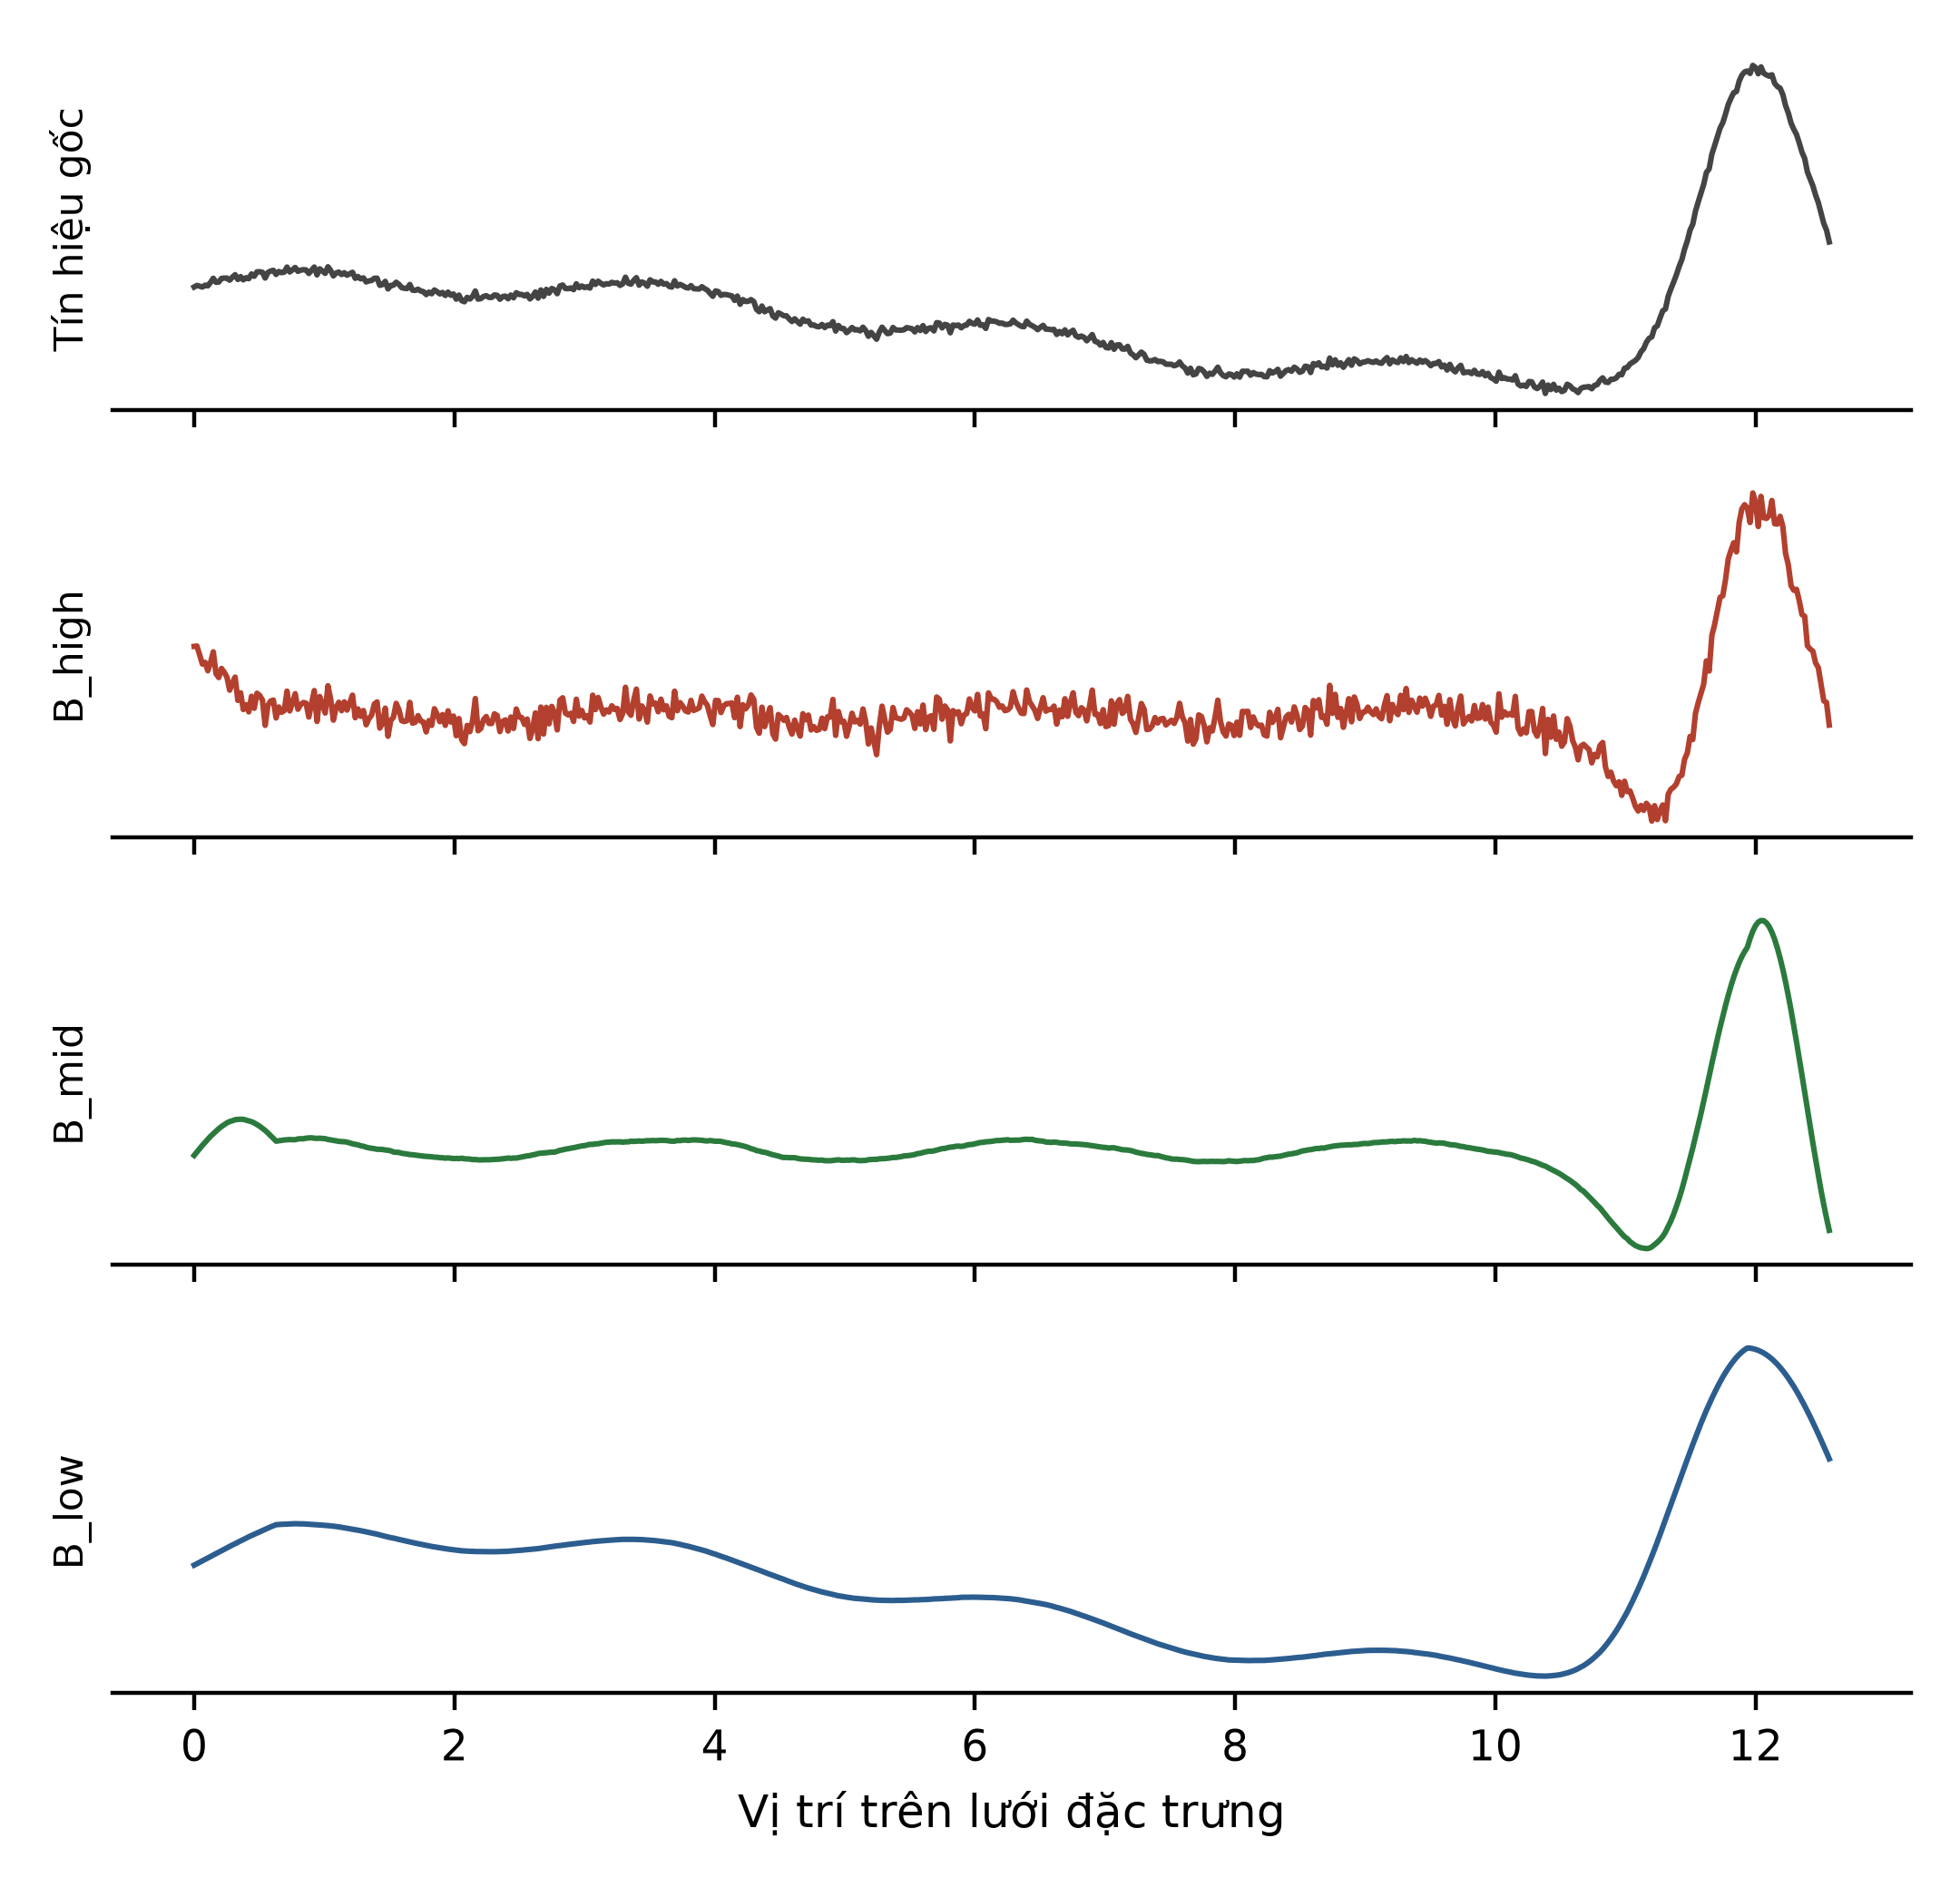 Tín hiệu gốc
B_high
B_mid
B_low
0 2 4 6 8 10 12
Vị trí trên lưới đặc trưng